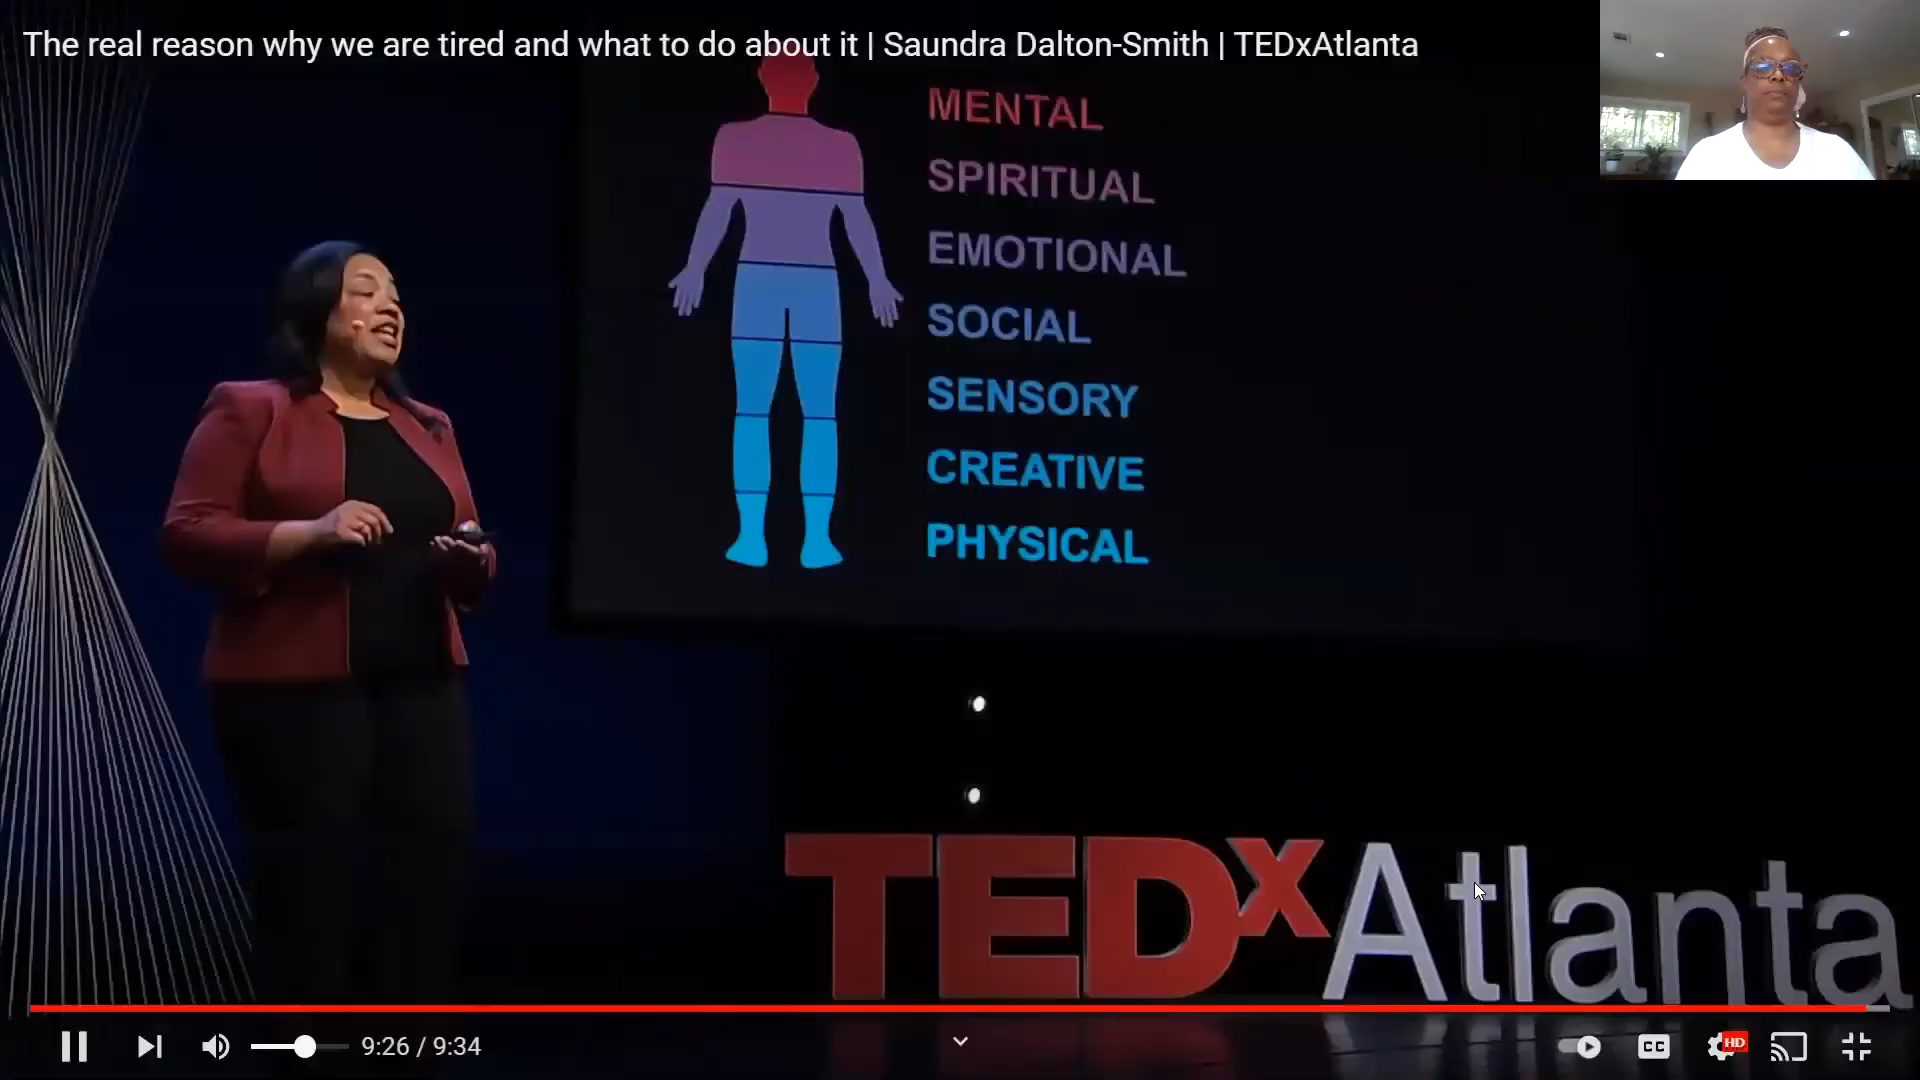 The real reason why we are tired and what to do about it | Saundra Dalton-Smith | TEDxAtlanta
MENTAL
SPIRITUAL
EMOTIONAL
SOCIAL
SENSORY
CREATIVE
PHYSICAL
TEDxAtlanta
9:26 / 9:34
CC
HD